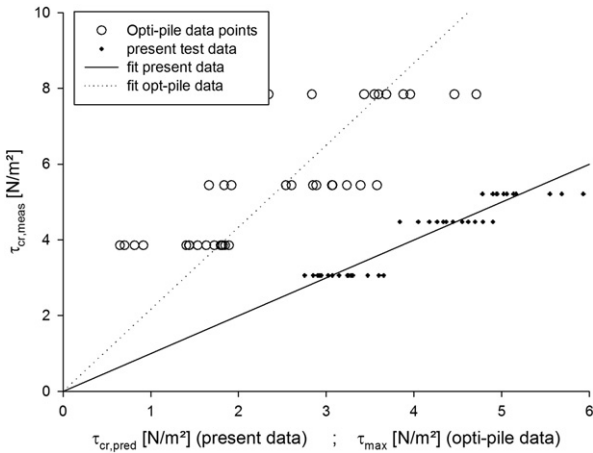 Opti-pile data points
present test data
fit present data
fit opt-pile data
10
8
6
4
2
0
τcr,meas [N/m²]
0 1 2 3 4 5 6
τcr,pred [N/m²] (present data) ; τmax [N/m²] (opti-pile data)